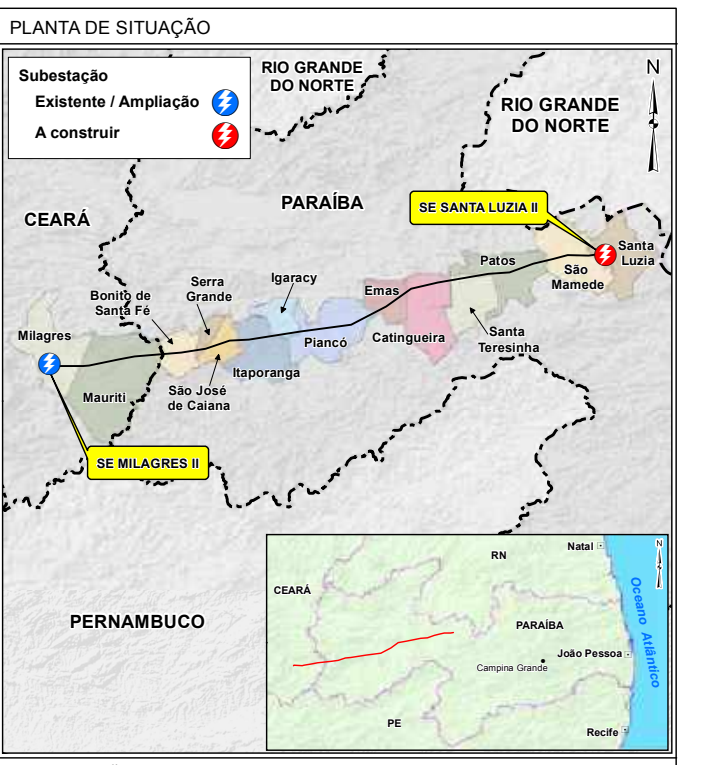 PLANTA DE SITUAÇÃO
Subestação
Existente / Ampliação
A construir
RIO GRANDE
DO NORTE
RIO GRANDE
DO NORTE
N
CEARÁ
PARAÍBA
SE SANTA LUZIA II
Santa
Luzia
São
Mamede
Patos
Emas
Igaracy
Serra
Grande
Bonito de
Santa Fé
Milagres
Piancó
Catingueira
Santa
Teresinha
Itaporanga
São José
de Caiana
Mauriti
SE MILAGRES II
PERNAMBUCO
Natal
N
RN
CEARÁ
Oceano Atlântico
PARAÍBA
João Pessoa
Campina Grande
PE
Recife